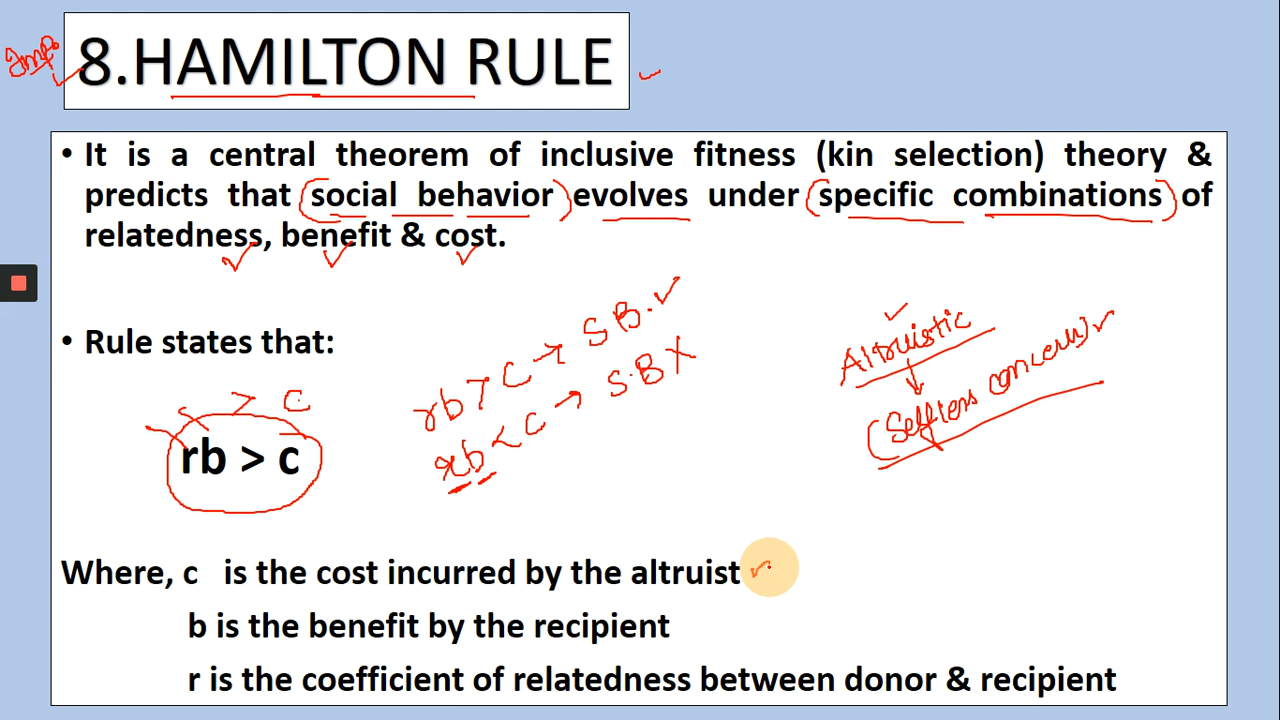 Imp.
8.HAMILTON RULE
• It is a central theorem of inclusive fitness (kin selection) theory &
predicts that (social behavior) evolves under (specific combinations) of
relatedness, benefit & cost.
• Rule states that:
> c
rb > c
rb > c → S.B.
rb < c → S.B X
Altruistic
(Selfless concerns)
Where, c is the cost incurred by the altruist
b is the benefit by the recipient
r is the coefficient of relatedness between donor & recipient